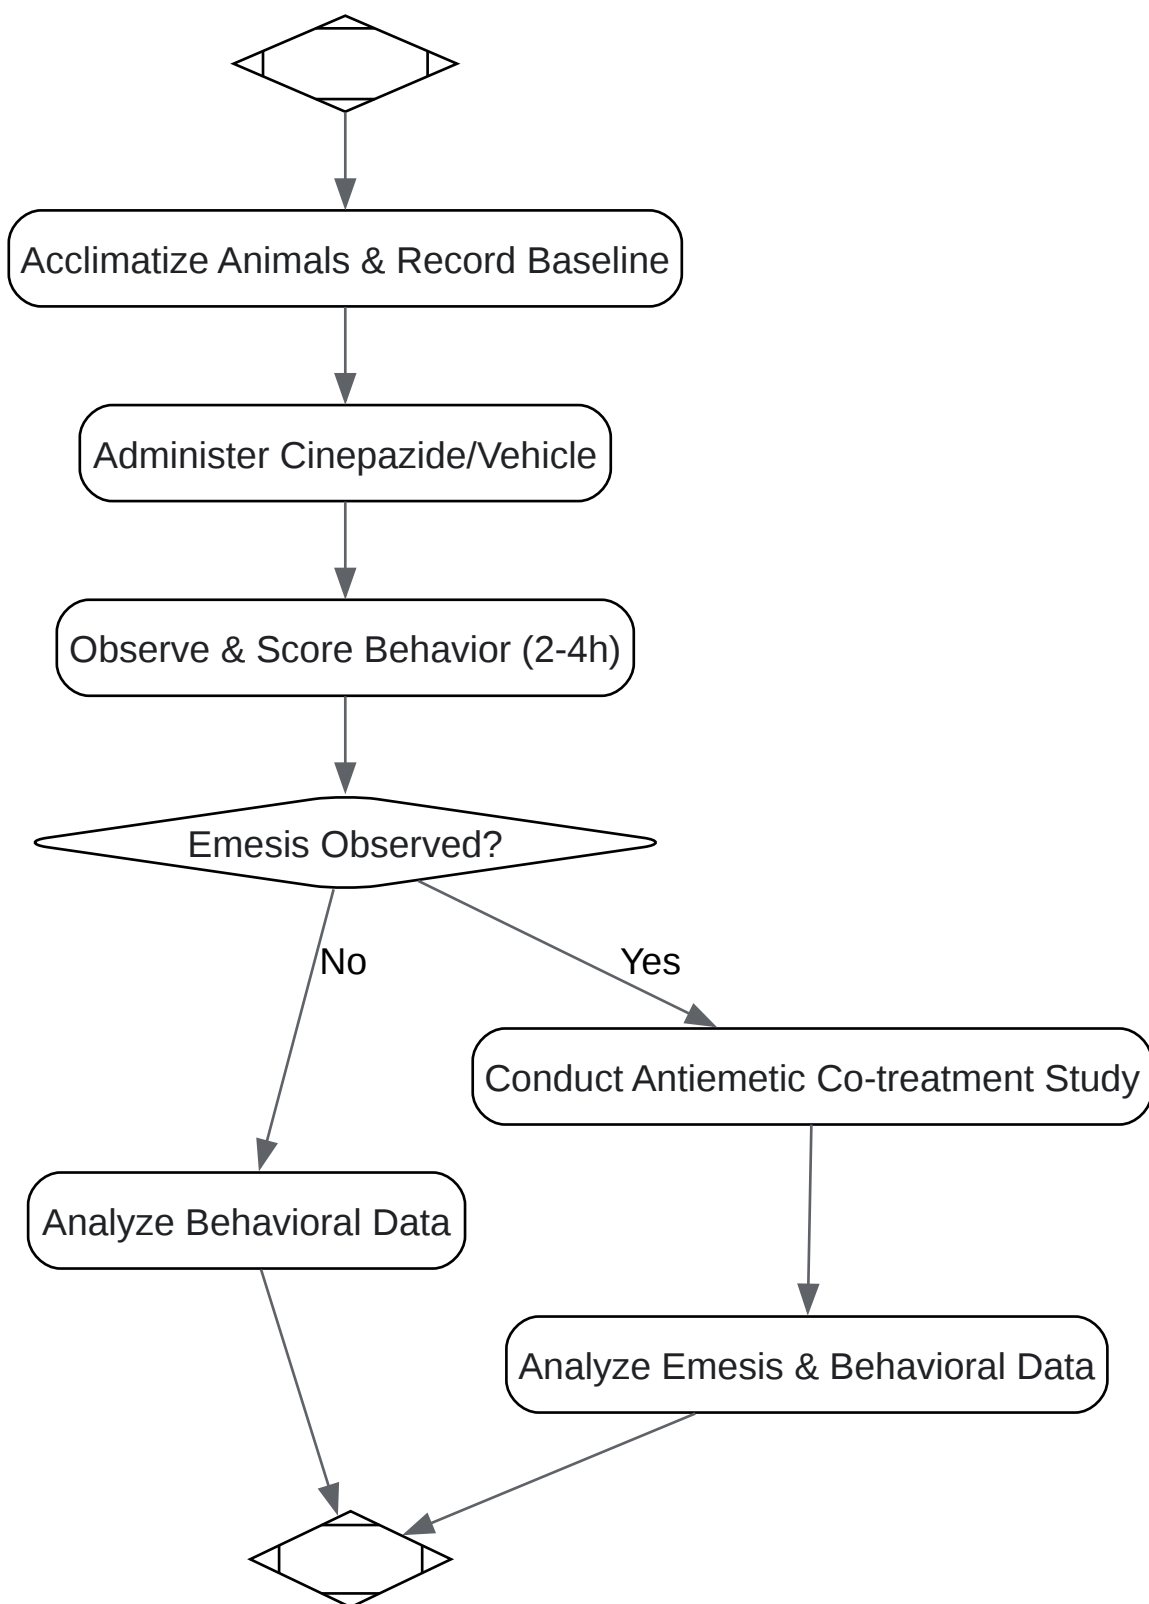 Acclimatize Animals & Record Baseline
Administer Cinepazide/Vehicle
Observe & Score Behavior (2-4h)
Emesis Observed?
No
Yes
Conduct Antiemetic Co-treatment Study
Analyze Behavioral Data
Analyze Emesis & Behavioral Data